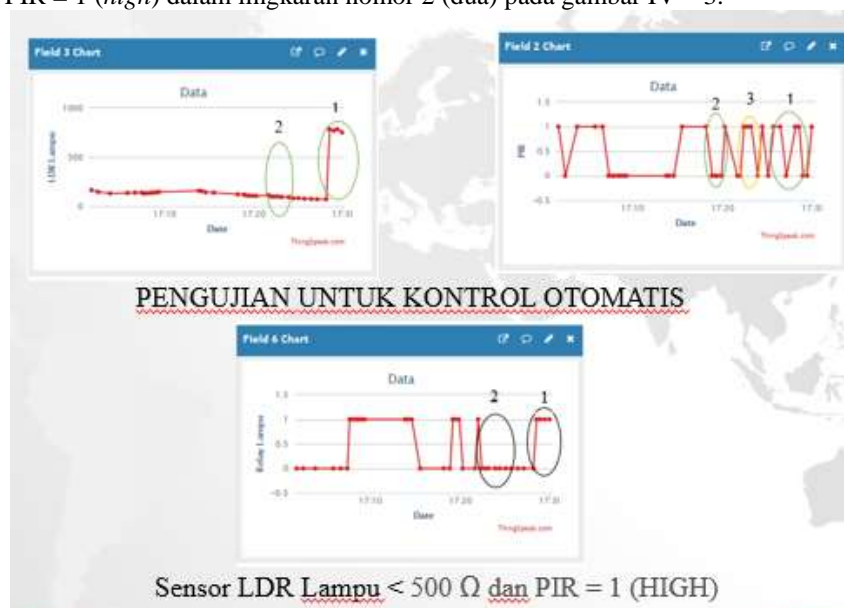 PIR = 1 (high) dalam lingkaran nomor 2 (dua) pada gambar IV – 3.
Field 3 Chart
Data
1000
500
0
LDR Lampu
2
1
17:10
17:20
17:3(
Date
ThingSpeak.com
Field 2 Chart
Data
1.5
1
0.5
0
-0.5
PIR
2
3
1
17:10
17:20
17:3(
Date
ThingSpeak.com
PENGUJIAN UNTUK KONTROL OTOMATIS
Field 6 Chart
Data
1.5
1
0.5
0
-0.5
Relay Lampu
2
1
17:10
17:20
17:3(
Date
ThingSpeak.com
Sensor LDR Lampu < 500 Ω dan PIR = 1 (HIGH)